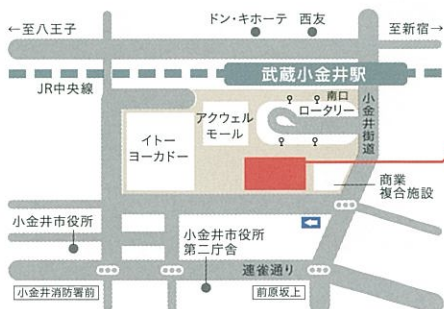 ドン・キホーテ 西友
←至八王子
至新宿→
武蔵小金井駅
JR中央線
南口
ロータリー
アクウェル
モール
小金井街道
イトー
ヨーカドー
商業
複合施設
小金井市役所
小金井市役所
第二庁舎
連雀通り
小金井消防署前
前原坂上